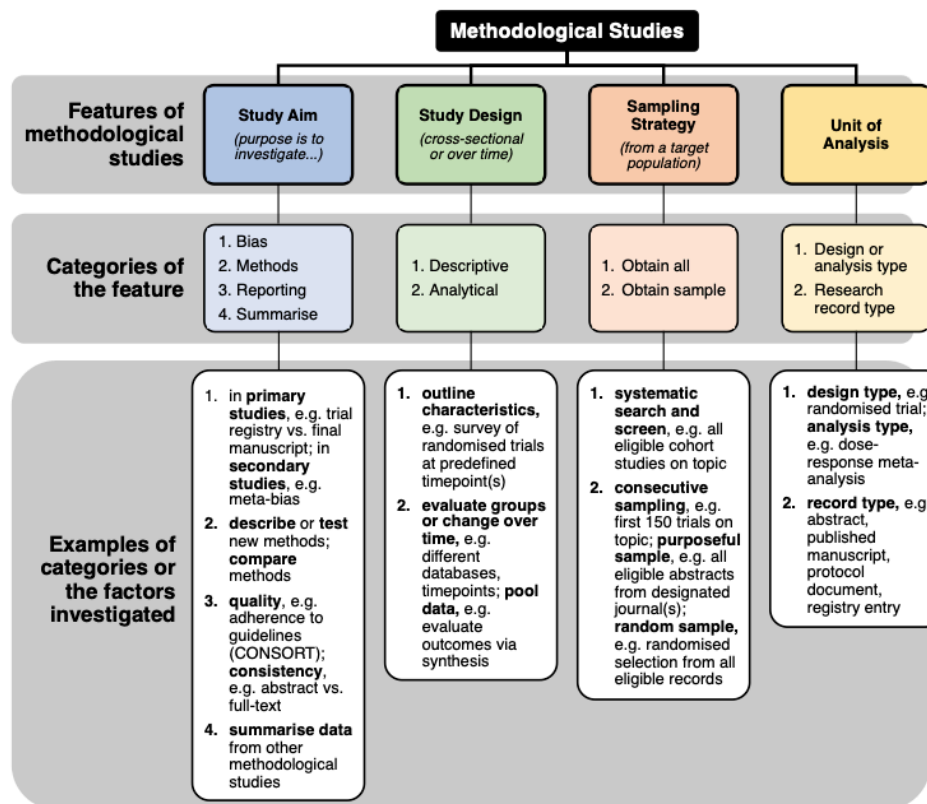 Methodological Studies
Features of
methodological
studies
Study Aim
(purpose is to
investigate...)
Study Design
(cross-sectional
or over time)
Sampling
Strategy
(from a target
population)
Unit of
Analysis
Categories of
the feature
1. Bias
2. Methods
3. Reporting
4. Summarise
1. Descriptive
2. Analytical
1. Obtain all
2. Obtain sample
1. Design or
analysis type
2. Research
record type
Examples of
categories or
the factors
investigated
1. in primary
studies, e.g. trial
registry vs. final
manuscript; in
secondary
studies, e.g.
meta-bias
2. describe or test
new methods;
compare
methods
3. quality, e.g.
adherence to
guidelines
(CONSORT);
consistency,
e.g. abstract vs.
full-text
4. summarise data
from other
methodological
studies
1. outline
characteristics,
e.g. survey of
randomised trials
at predefined
timepoint(s)
2. evaluate groups
or change over
time, e.g.
different
databases,
timepoints; pool
data, e.g.
evaluate
outcomes via
synthesis
1. systematic
search and
screen, e.g. all
eligible cohort
studies on topic
2. consecutive
sampling, e.g.
first 150 trials on
topic; purposeful
sample, e.g. all
eligible abstracts
from designated
journal(s);
random sample,
e.g. randomised
selection from all
eligible records
1. design type, e.g
randomised trial;
analysis type,
e.g. dose-
response meta-
analysis
2. record type, e.g
abstract,
published
manuscript,
protocol
document,
registry entry